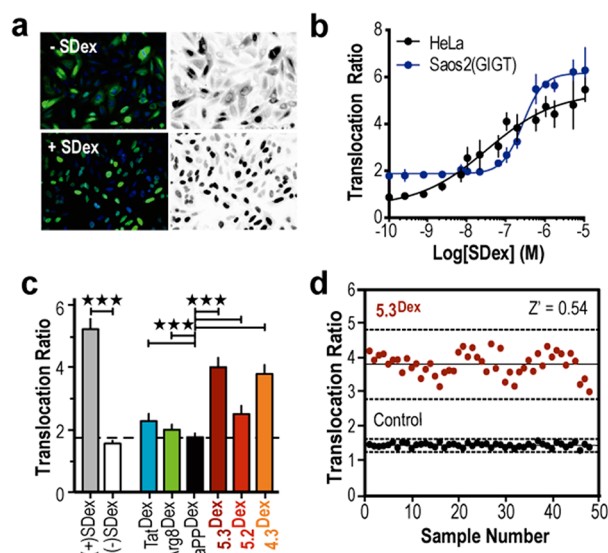 a
- SDex
+ SDex
b
Translocation Ratio
8
6
4
2
0
HeLa
Saos2(GIGT)
-10 -9 -8 -7 -6 -5
Log[SDex] (M)
c
Translocation Ratio
6
4
2
0
★★★
★★★
★★★
(+)SDex
(-)SDex
Tat^Dex
Arg8^Dex
aPP^Dex
5.3^Dex
5.2^Dex
4.3^Dex
d
Translocation Ratio
6
5
4
3
2
1
0
5.3^Dex
Z' = 0.54
Control
0 10 20 30 40 50
Sample Number